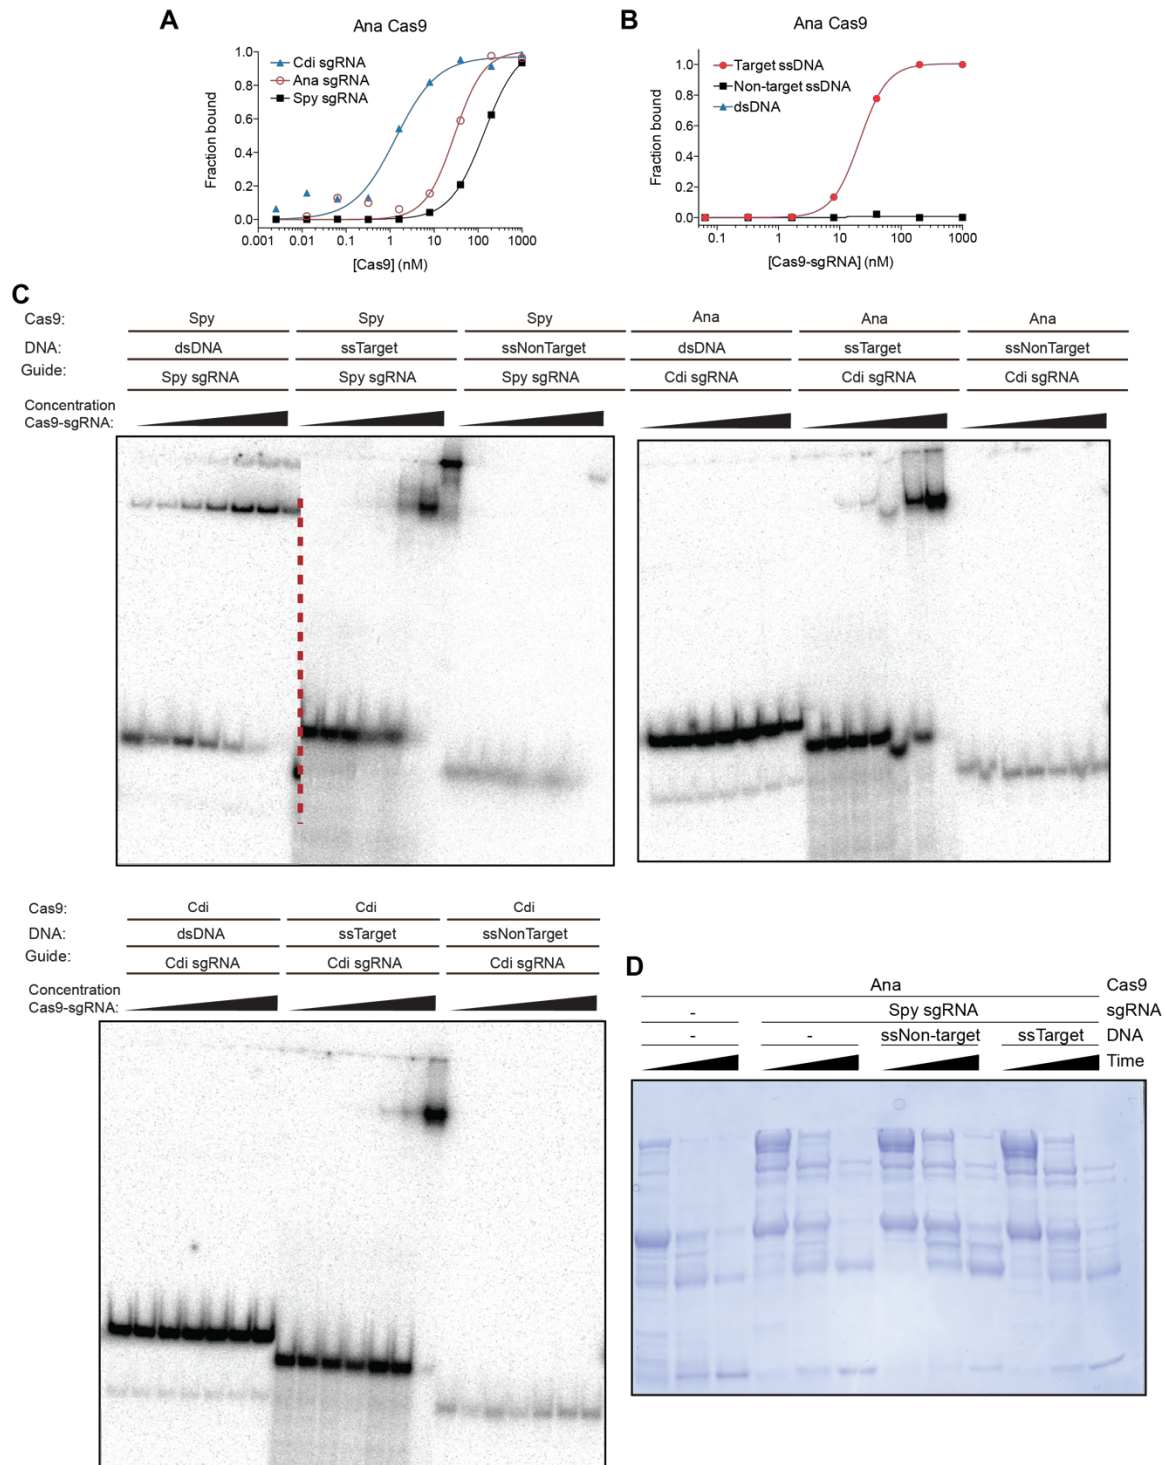 A
Ana Cas9
Cdi sgRNA
Ana sgRNA
Spy sgRNA
Fraction bound
1.0
0.8
0.6
0.4
0.2
0.0
0.001 0.01 0.1 1 10 100 1000
[Cas9] (nM)
B
Ana Cas9
Target ssDNA
Non-target ssDNA
dsDNA
Fraction bound
1.0
0.8
0.6
0.4
0.2
0.0
0.1 1 10 100 1000
[Cas9-sgRNA] (nM)
C
Cas9: Spy Spy Spy Ana Ana Ana
DNA: dsDNA ssTarget ssNonTarget dsDNA ssTarget ssNonTarget
Guide: Spy sgRNA Spy sgRNA Spy sgRNA Cdi sgRNA Cdi sgRNA Cdi sgRNA
Concentration
Cas9-sgRNA:
Cas9: Cdi Cdi Cdi
DNA: dsDNA ssTarget ssNonTarget
Guide: Cdi sgRNA Cdi sgRNA Cdi sgRNA
Concentration
Cas9-sgRNA:
D
Ana Cas9
- Spy sgRNA sgRNA
- - ssNon-target ssTarget DNA
Time